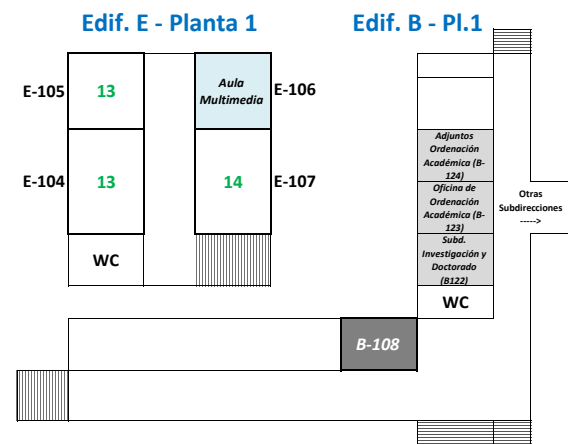 Edif. E - Planta 1
Edif. B - Pl.1
E-105
13
Aula
Multimedia
E-106
E-104
13
14
E-107
WC
Adjuntos
Ordenación
Académica (B-
124)
Oficina de
Ordenación
Académica (B-
123)
Subd.
Investigación y
Doctorado
(B122)
WC
Otras
Subdirecciones
----->
B-108